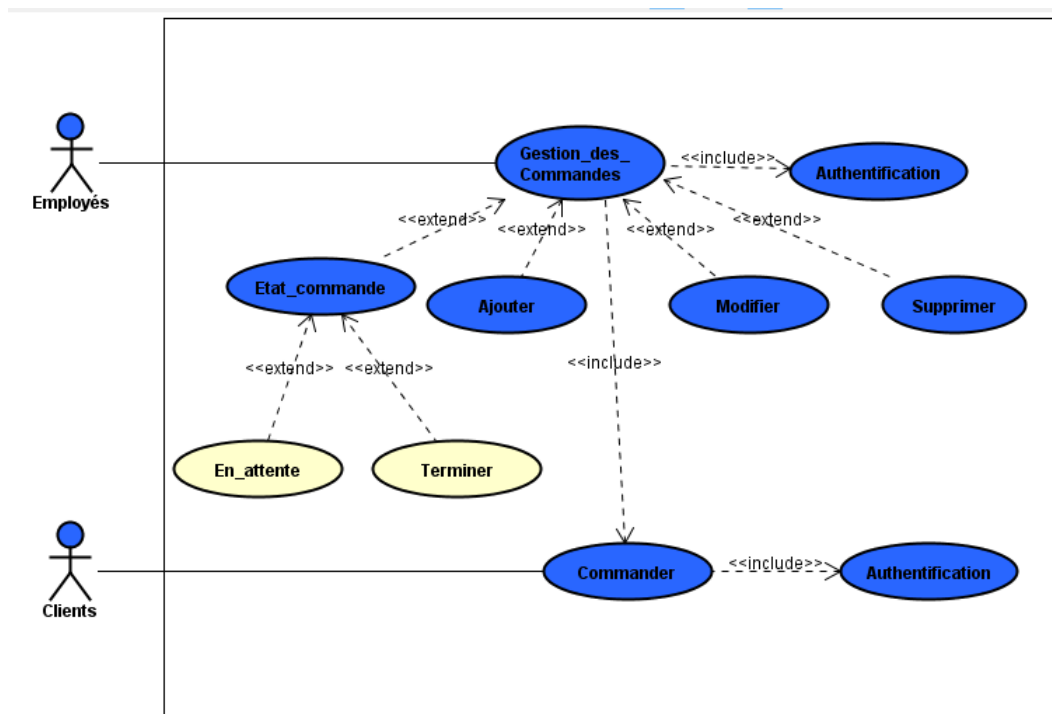 Gestion_des_
Commandes
<<include>>
Authentification
Employés
<<extend>>
<<extend>>
<<extend>>
<<extend>>
Etat_commande
Ajouter
Modifier
Supprimer
<<extend>>
<<extend>>
<<include>>
En_attente
Terminer
Commander
<<include>>
Authentification
Clients